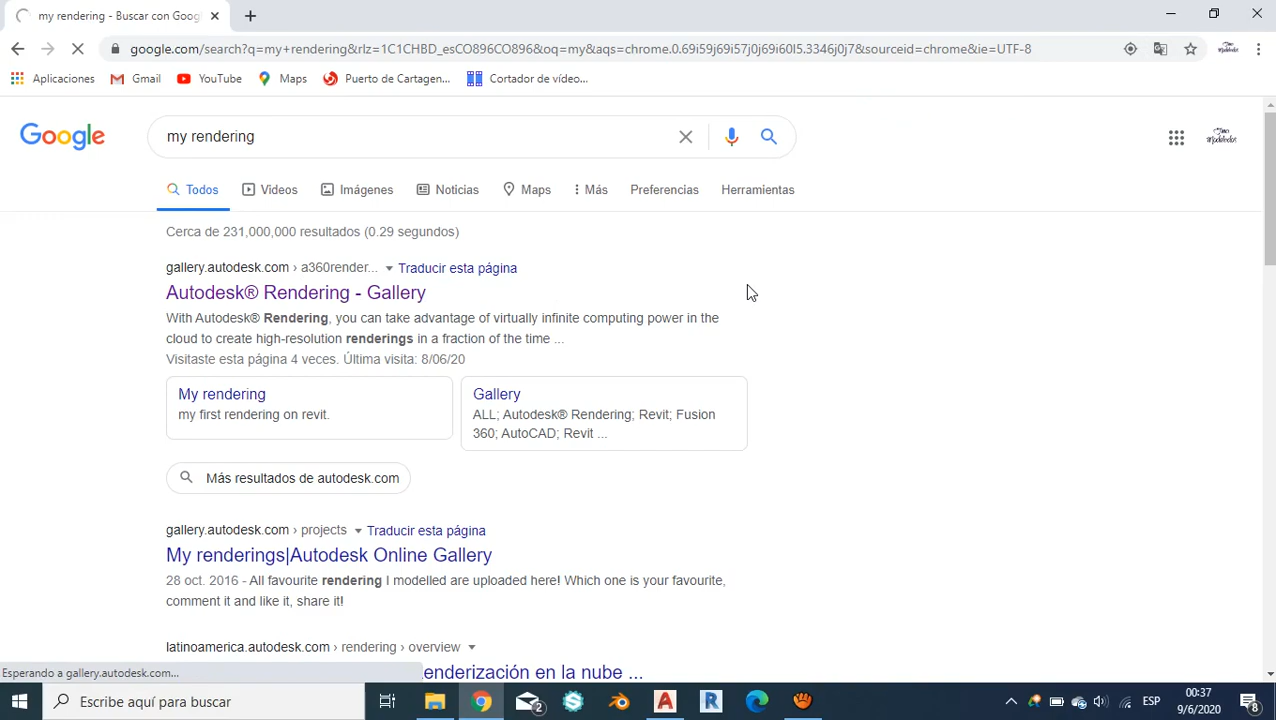 my rendering - Buscar con Goog
google.com/search?q=my+rendering&rlz=1C1CHBD_esCO896CO896&oq=my&aqs=chrome.0.69i59j69i57j0j69i60l5.3346j0j7&sourceid=chrome&ie=UTF-8
Aplicaciones Gmail YouTube Maps Puerto de Cartagen... Cortador de vídeo...
Google my rendering
Todos Videos Imágenes Noticias Maps Más Preferencias Herramientas
Cerca de 231,000,000 resultados (0.29 segundos)
gallery.autodesk.com › a360render... Traducir esta página
Autodesk® Rendering - Gallery
With Autodesk® Rendering, you can take advantage of virtually infinite computing power in the
cloud to create high-resolution renderings in a fraction of the time ...
Visitaste esta página 4 veces. Última visita: 8/06/20
My rendering
my first rendering on revit.
Gallery
ALL; Autodesk® Rendering; Revit; Fusion
360; AutoCAD; Revit ...
Más resultados de autodesk.com
gallery.autodesk.com › projects Traducir esta página
My renderings|Autodesk Online Gallery
28 oct. 2016 - All favourite rendering I modelled are uploaded here! Which one is your favourite,
comment it and like it, share it!
latinoamerica.autodesk.com › rendering › overview
enderización en la nube ...
Esperando a gallery.autodesk.com...
Escribe aquí para buscar 2 A R ESP 00:37
9/6/2020 8